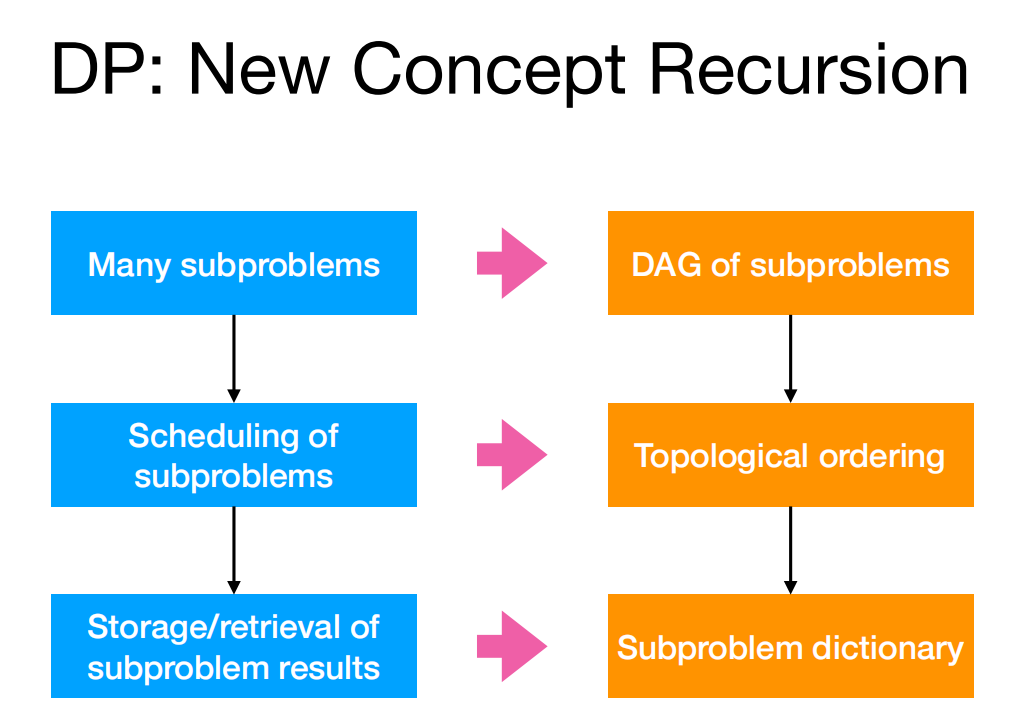 DP: New Concept Recursion
Many subproblems
DAG of subproblems
Scheduling of
subproblems
Topological ordering
Storage/retrieval of
subproblem results
Subproblem dictionary